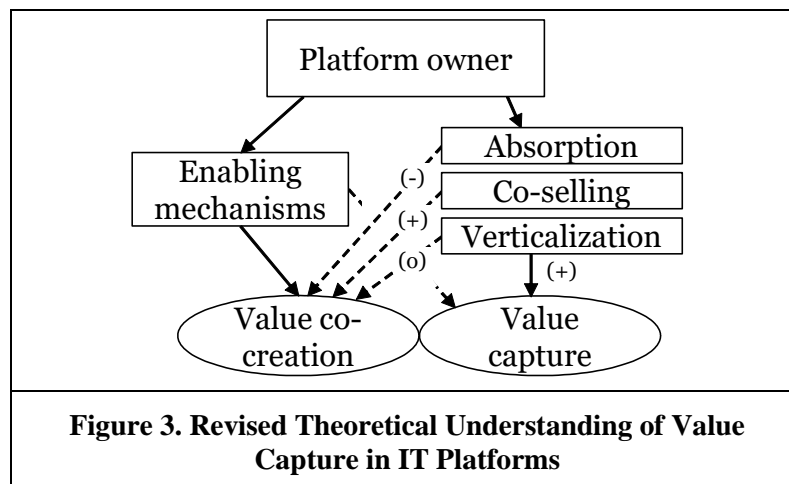 Platform owner
Enabling
mechanisms
Absorption
Co-selling
Verticalization
(-)
(+)
(o)
(+)
Value co-
creation
Value
capture
Figure 3. Revised Theoretical Understanding of Value
Capture in IT Platforms